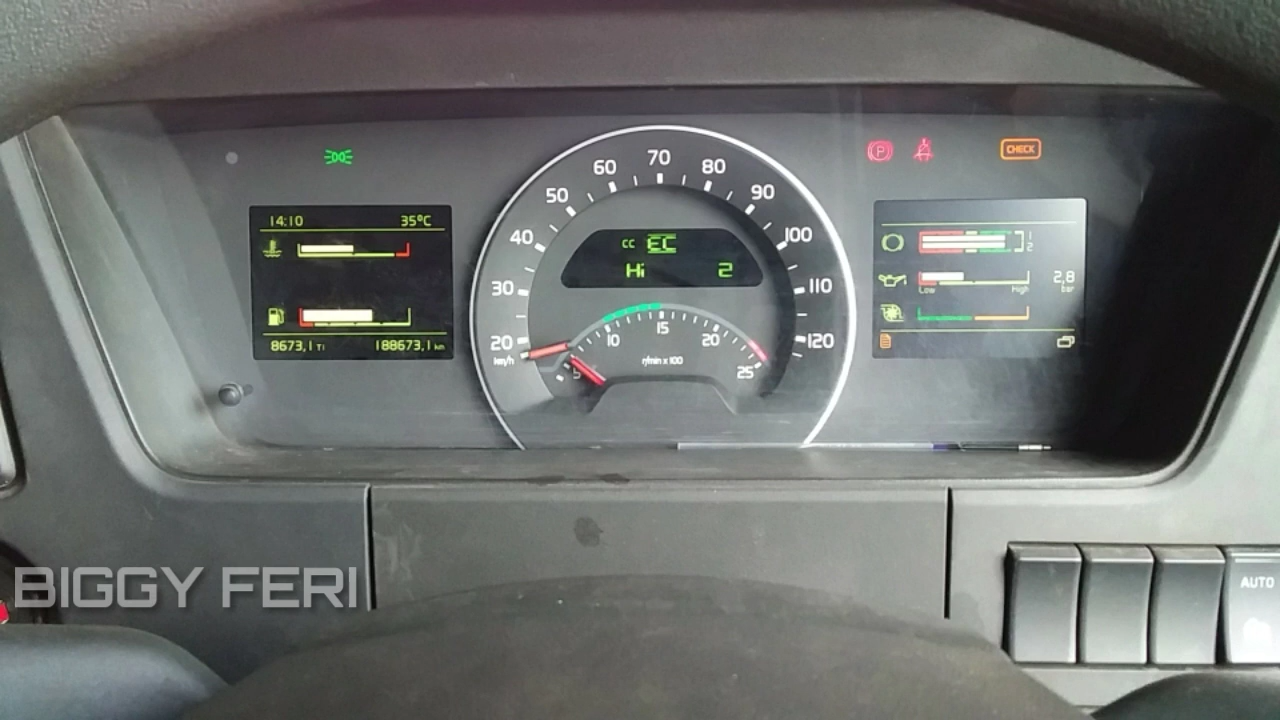 14:10 35°C
8673,1 T1 188673,1 km
20 30 40 50 60 70 80 90 100 110 120
km/h
CC EC
Hi 2
5 10 15 20 25
r/min x 100
P
CHECK
1
2
Low High 2,8
bar
AUTO
BIGGY FERI